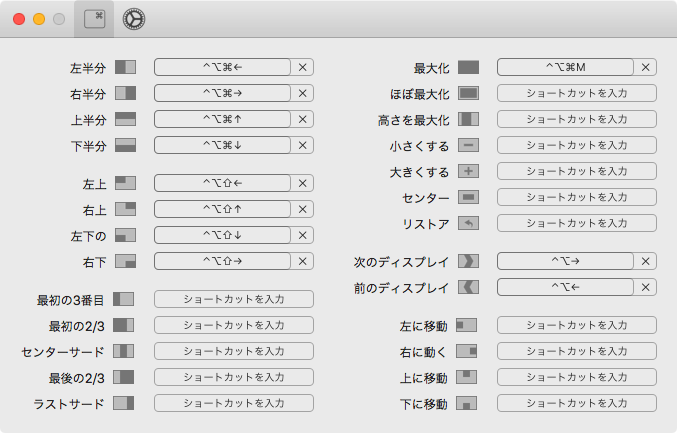 ⌘
左半分 ^⌥⌘← ×
右半分 ^⌥⌘→ ×
上半分 ^⌥⌘↑ ×
下半分 ^⌥⌘↓ ×
左上 ^⌥⇧← ×
右上 ^⌥⇧↑ ×
左下の ^⌥⇧↓ ×
右下 ^⌥⇧→ ×
最初の3番目 ショートカットを入力
最初の2/3 ショートカットを入力
センターサード ショートカットを入力
最後の2/3 ショートカットを入力
ラストサード ショートカットを入力
最大化 ^⌥⌘M ×
ほぼ最大化 ショートカットを入力
高さを最大化 ショートカットを入力
小さくする ショートカットを入力
大きくする ショートカットを入力
センター ショートカットを入力
リストア ショートカットを入力
次のディスプレイ ^⌥→ ×
前のディスプレイ ^⌥← ×
左に移動 ショートカットを入力
右に動く ショートカットを入力
上に移動 ショートカットを入力
下に移動 ショートカットを入力